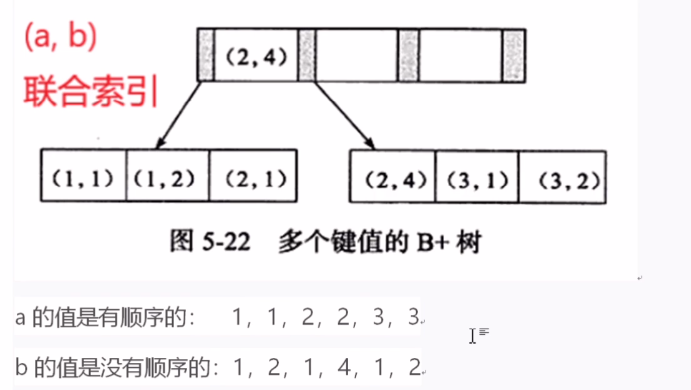 (a, b)
联合索引
(2,4)
(1,1) (1,2) (2,1) (2,4) (3,1) (3,2)
图 5-22 多个键值的 B+ 树
a 的值是有顺序的： 1，1，2，2，3，3
b 的值是没有顺序的：1，2，1，4，1，2